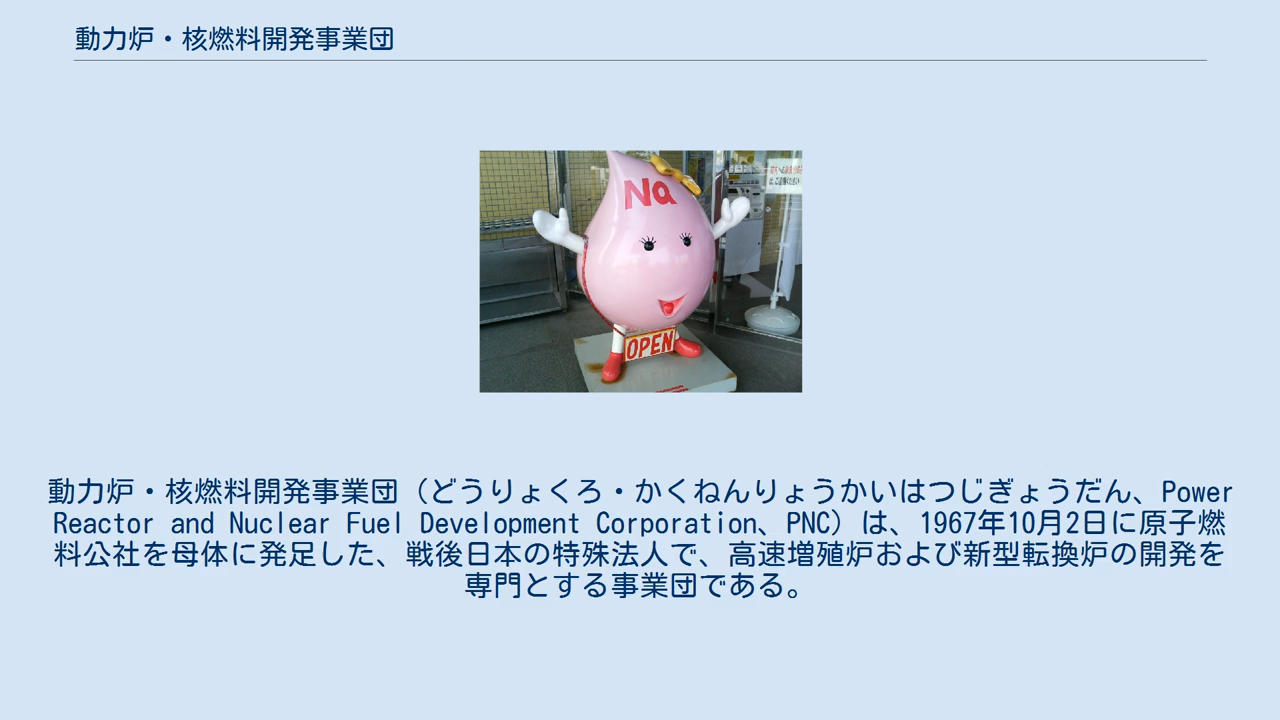 動力炉・核燃料開発事業団
Na
OPEN
動力炉・核燃料開発事業団（どうりょくろ・かくねんりょうかいはつじぎょうだん、Power
Reactor and Nuclear Fuel Development Corporation、PNC）は、1967年10月2日に原子燃
料公社を母体に発足した、戦後日本の特殊法人で、高速増殖炉および新型転換炉の開発を
専門とする事業団である。